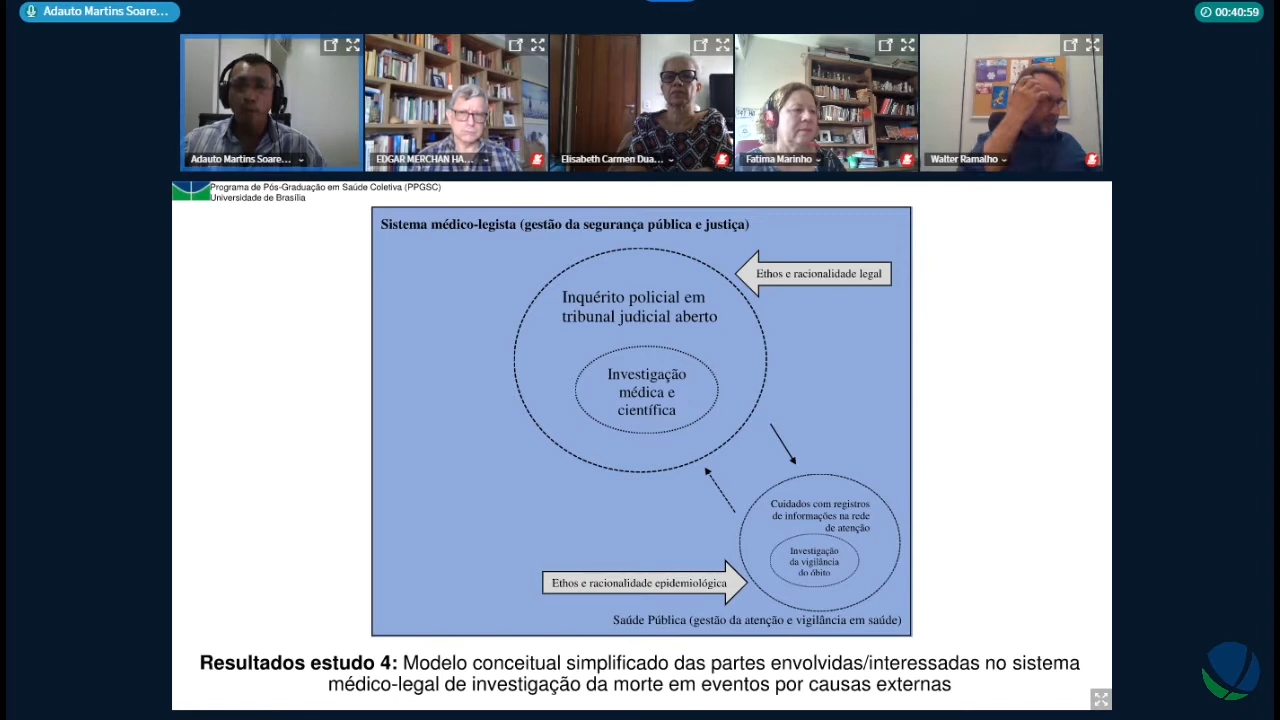 Adauto Martins Soare...
00:40:59
Adauto Martins Soare...
EDGAR MERCHAN HA...
Elisabeth Carmen Dua...
Fatima Marinho
Walter Ramalho
Programa de Pós-Graduação em Saúde Coletiva (PPGSC)
Universidade de Brasília
Sistema médico-legista (gestão da segurança pública e justiça)
Ethos e racionalidade legal
Inquérito policial em
tribunal judicial aberto
Investigação
médica e
científica
Cuidados com registros
de informações na rede
de atenção
Investigação
da vigilância
do óbito
Ethos e racionalidade epidemiológica
Saúde Pública (gestão da atenção e vigilância em saúde)
Resultados estudo 4: Modelo conceitual simplificado das partes envolvidas/interessadas no sistema
médico-legal de investigação da morte em eventos por causas externas